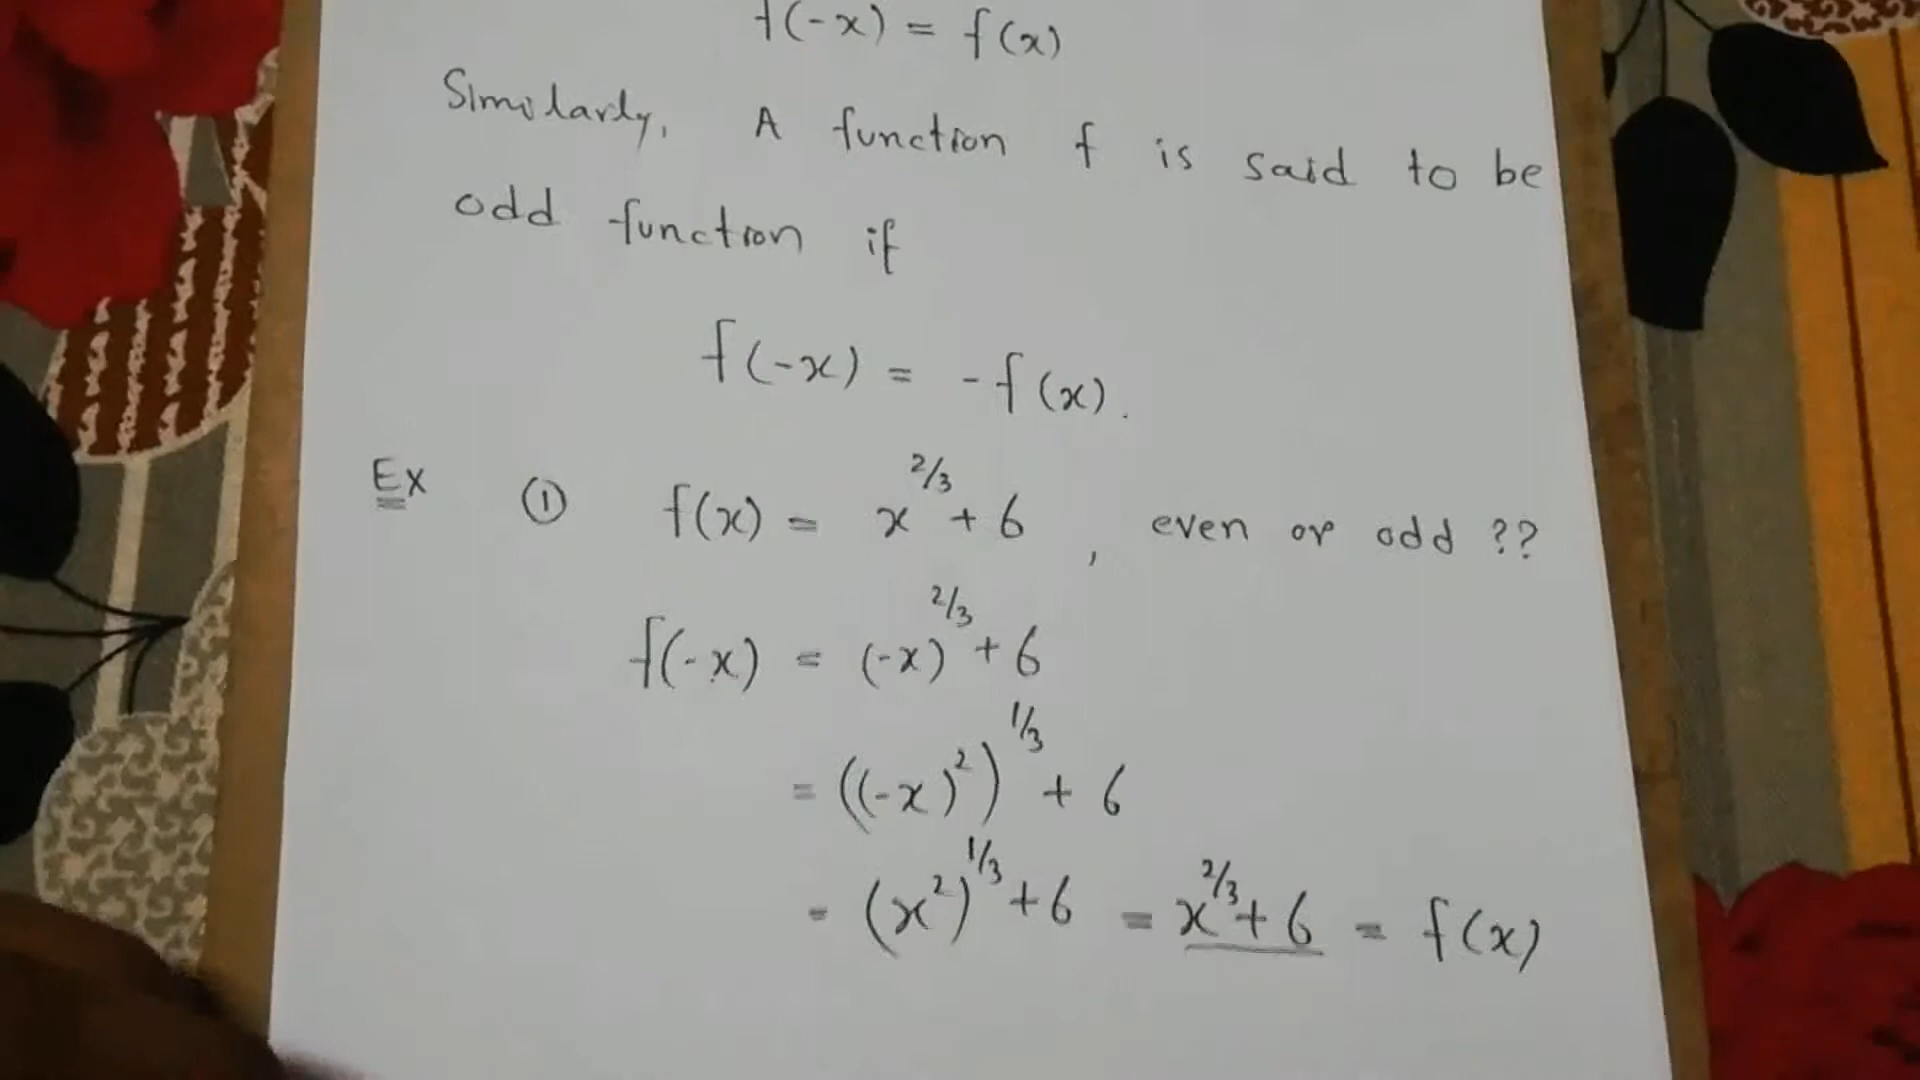 f(-x) = f(x)
Similarly, A function f is said to be
odd function if
f(-x) = -f(x).
Ex ① f(x) = x^{2/3} + 6 , even or odd ??
f(-x) = (-x)^{2/3} + 6
= ((-x)^2)^{1/3} + 6
= (x^2)^{1/3} + 6 = x^{2/3} + 6 = f(x)